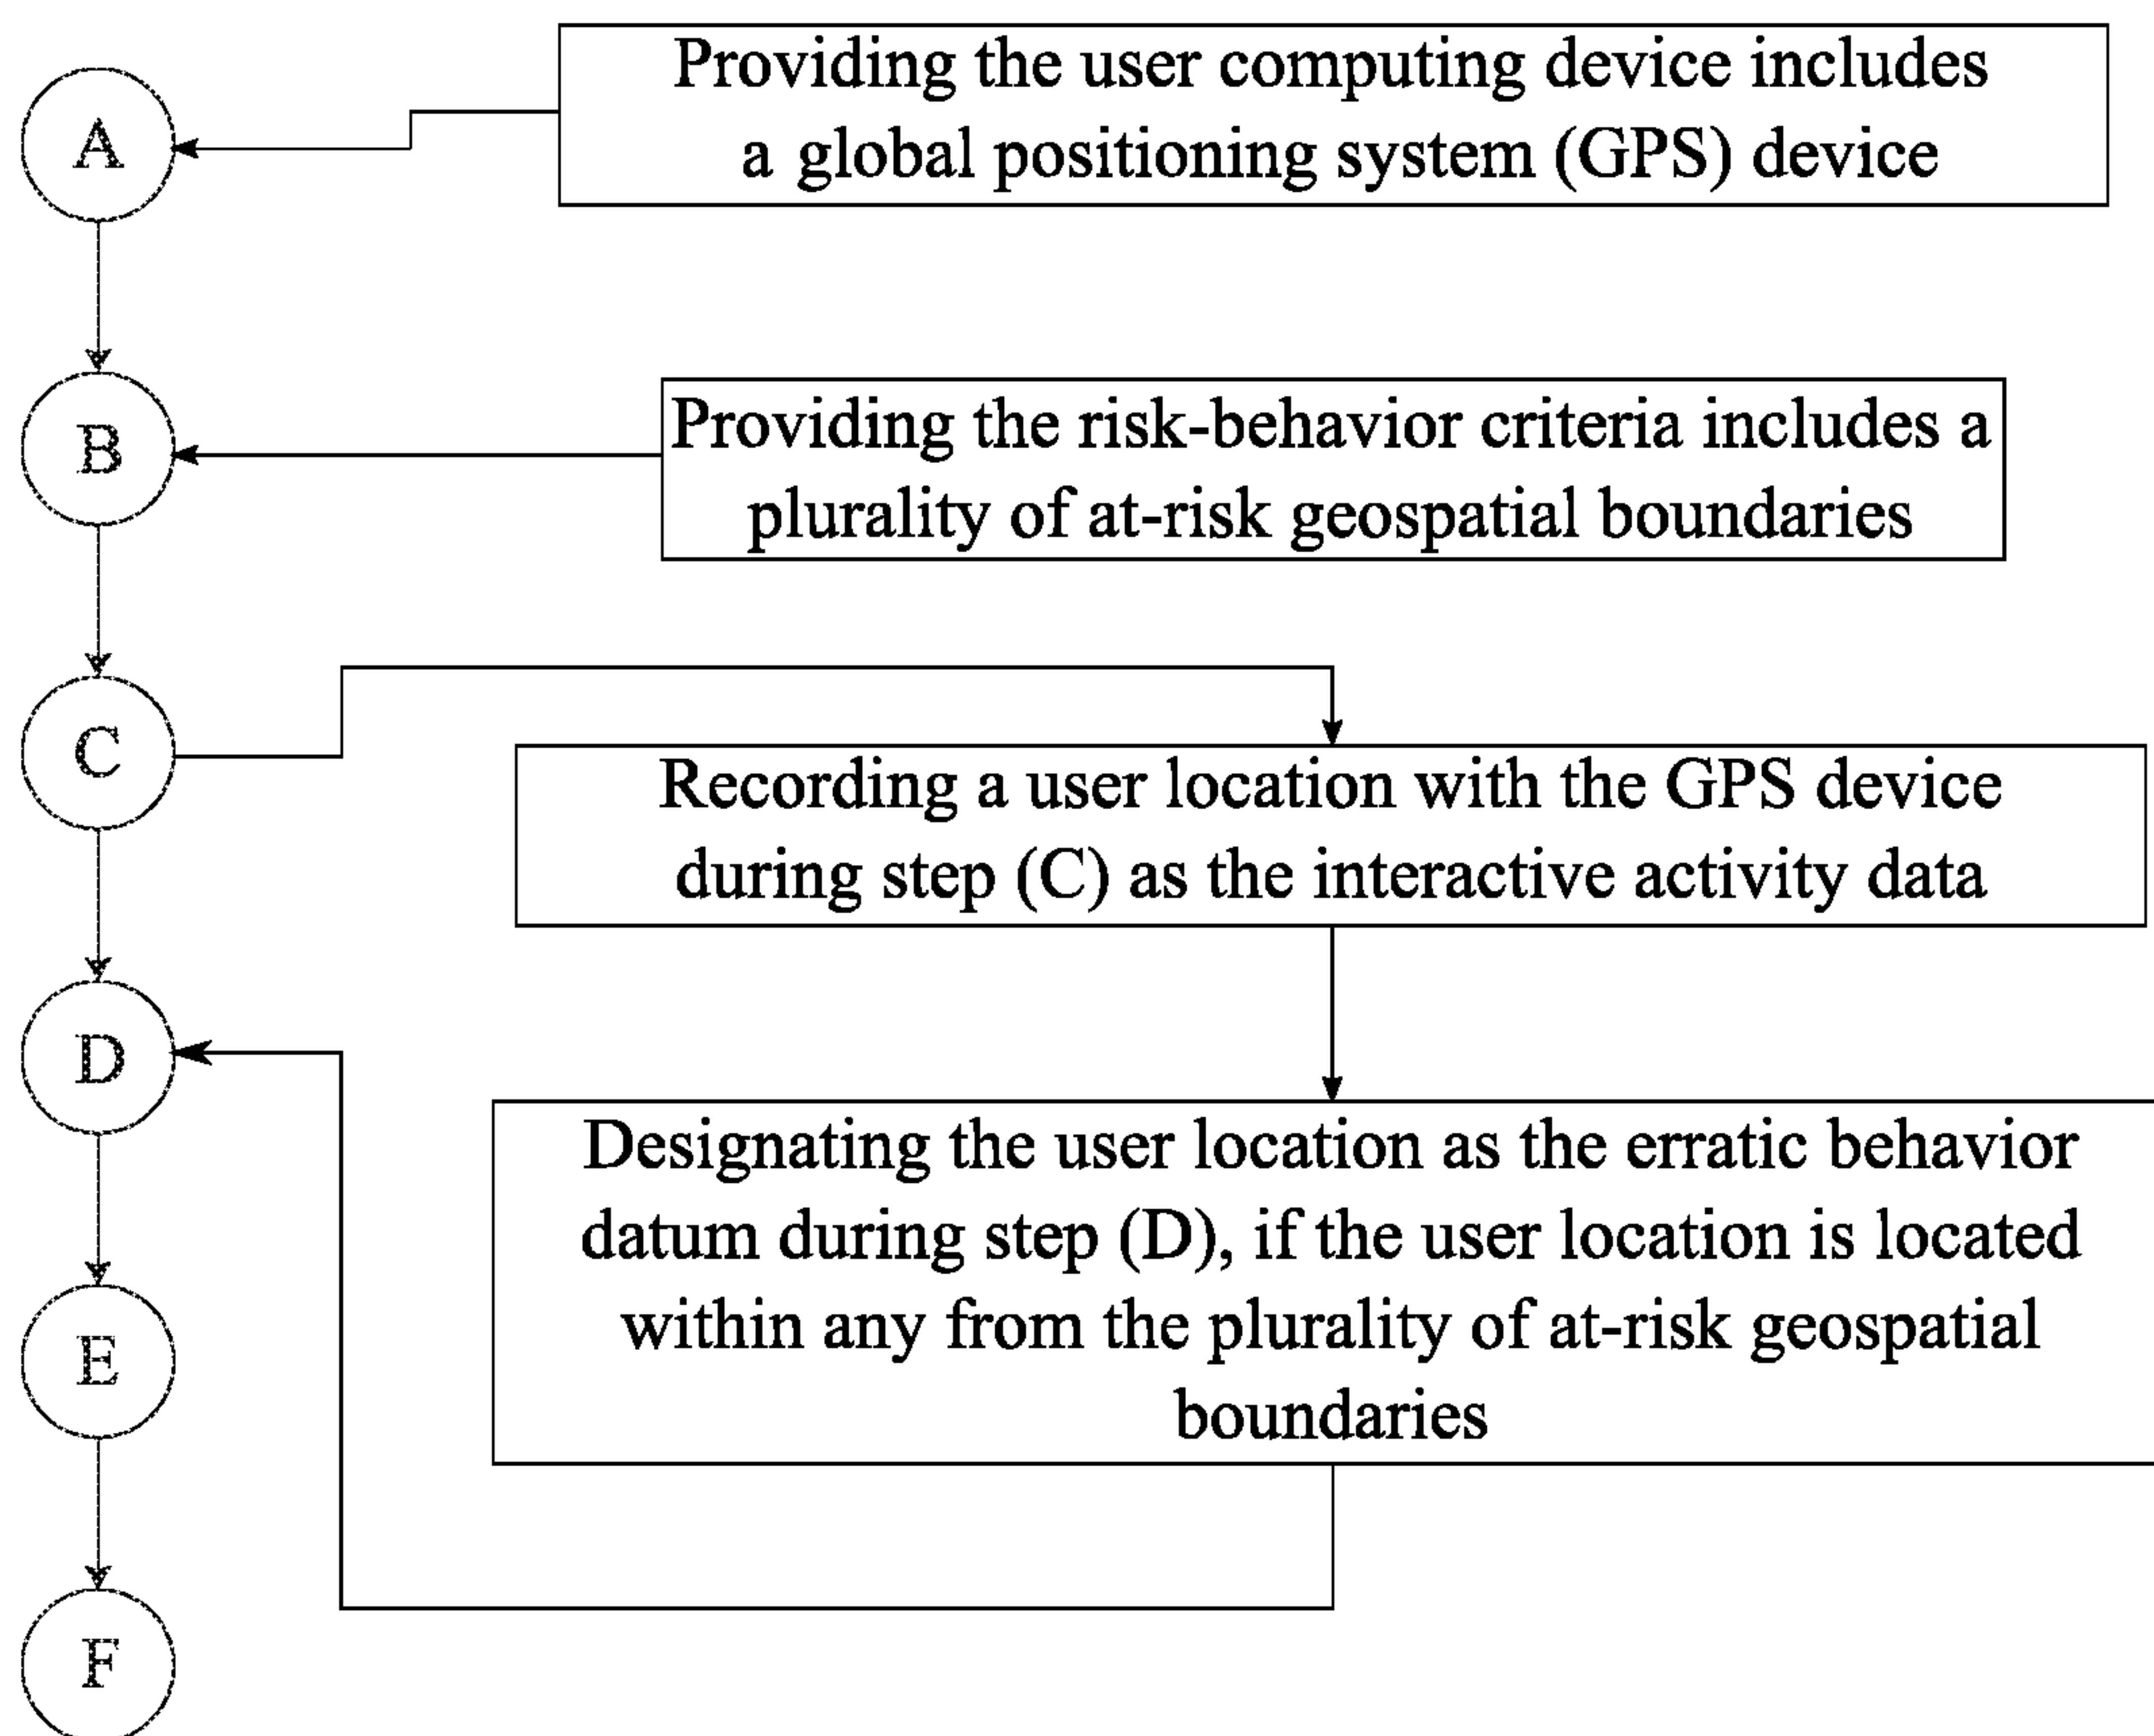 A
Providing the user computing device includes
a global positioning system (GPS) device
B
Providing the risk-behavior criteria includes a
plurality of at-risk geospatial boundaries
C
Recording a user location with the GPS device
during step (C) as the interactive activity data
D
Designating the user location as the erratic behavior
datum during step (D), if the user location is located
within any from the plurality of at-risk geospatial
boundaries
E
F